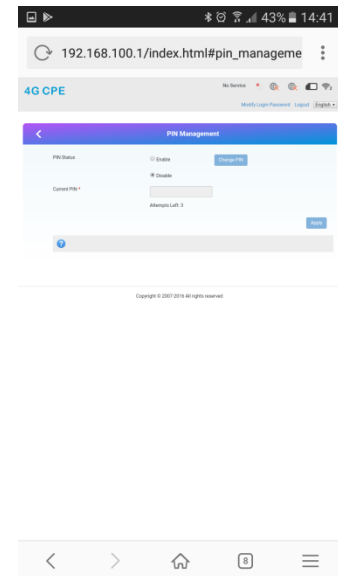 43% 14:41
192.168.100.1/index.html#pin_manageme
4G CPE
No Service
Modify Login Password Logout English
PIN Management
PIN Status
Enable
Change PIN
Disable
Current PIN *
Attempts Left: 3
Apply
?
Copyright © 2007-2016 All rights reserved.
8